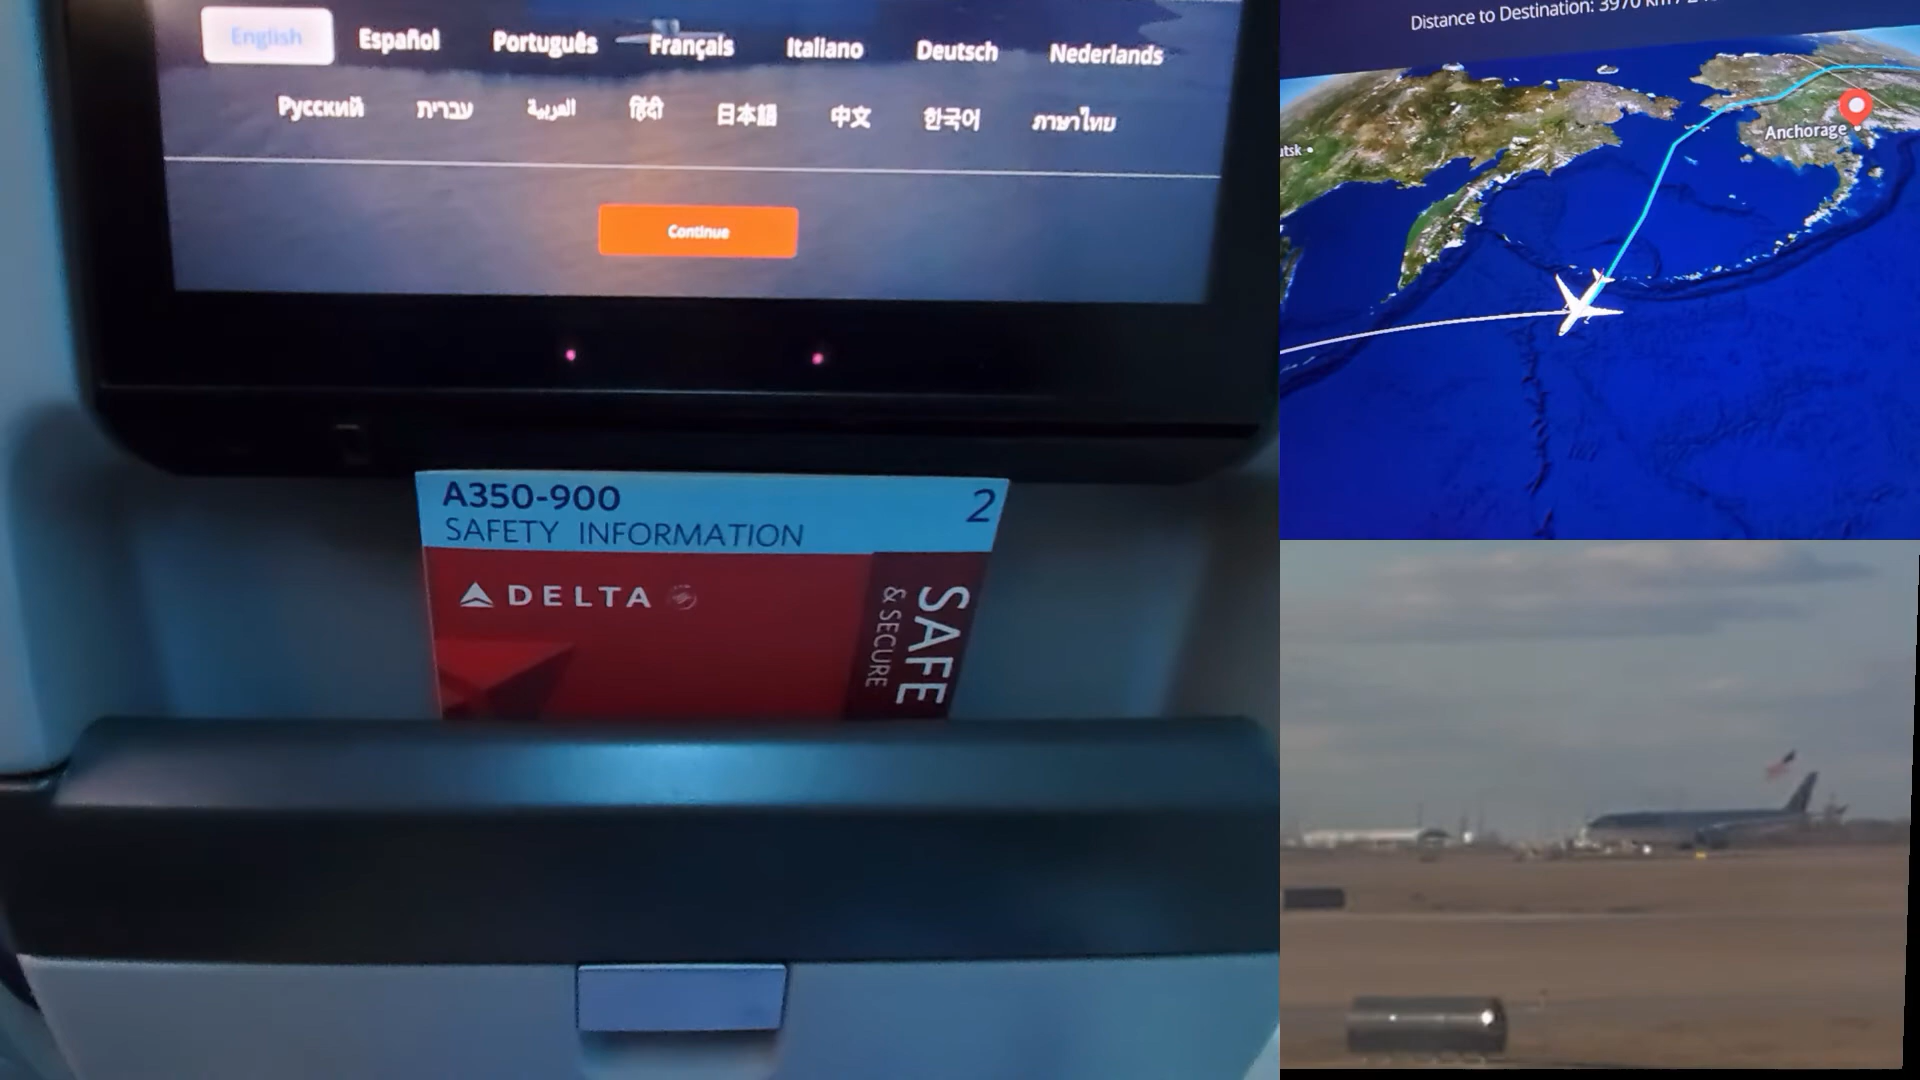 English Español Português Français Italiano Deutsch Nederlands
Русский עברית العربية हिंदी 日本語 中文 한국어 ภาษาไทย
Continue
A350-900 2
SAFETY INFORMATION
DELTA
SAFE
& SECURE
Distance to Destination: 3970 km
Anchorage